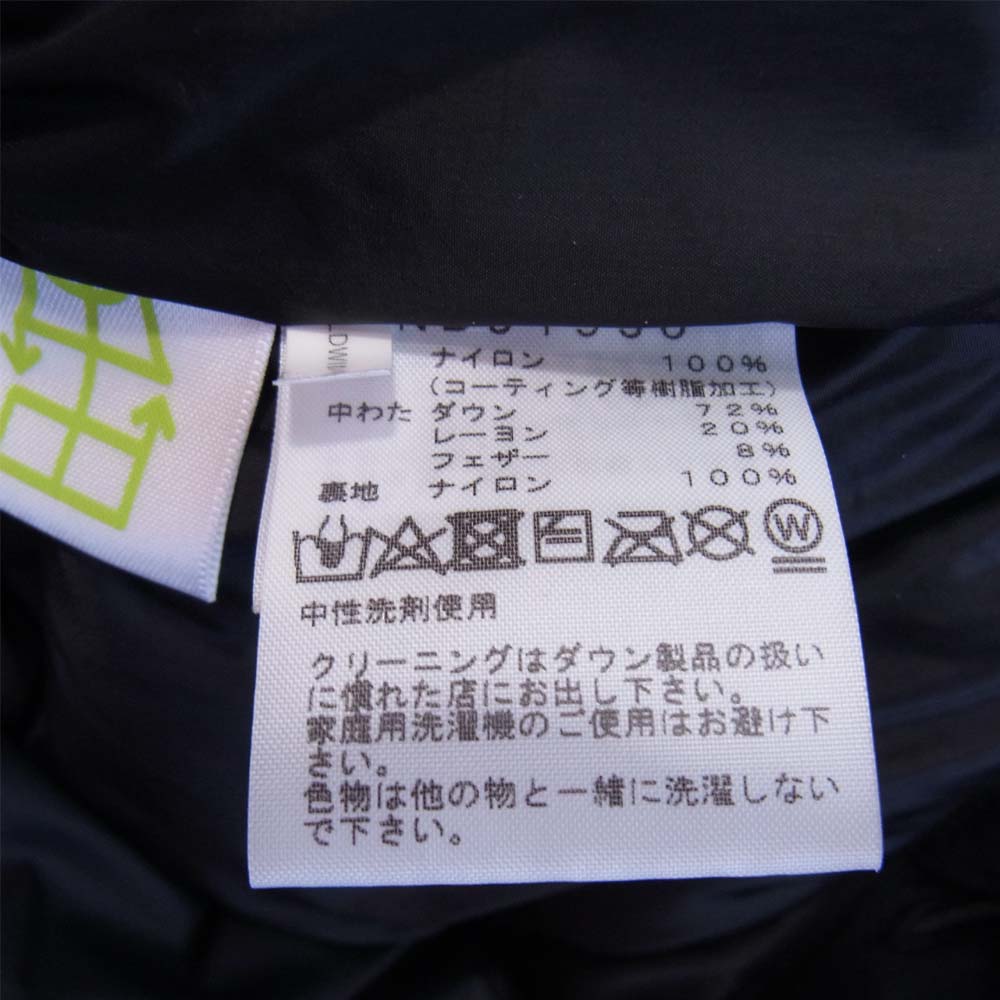 LDWI
ナイロン 100%
(コーティング等樹脂加工)
中わた ダウン 72%
レーヨン 20%
フェザー 8%
裏地 ナイロン 100%
W
中性洗剤使用
クリーニングはダウン製品の扱い
に慣れた店にお出し下さい。
家庭用洗濯機のご使用はお避け下
さい。
色物は他の物と一緒に洗濯しない
で下さい。